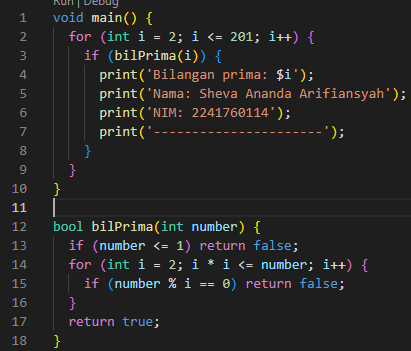 Run | Debug
1 void main() {
2   for (int i = 2; i <= 201; i++) {
3     if (bilPrima(i)) {
4       print('Bilangan prima: $i');
5       print('Nama: Sheva Ananda Arifiansyah');
6       print('NIM: 2241760114');
7       print('----------------------');
8     }
9   }
10 }
11
12 bool bilPrima(int number) {
13   if (number <= 1) return false;
14   for (int i = 2; i * i <= number; i++) {
15     if (number % i == 0) return false;
16   }
17   return true;
18 }